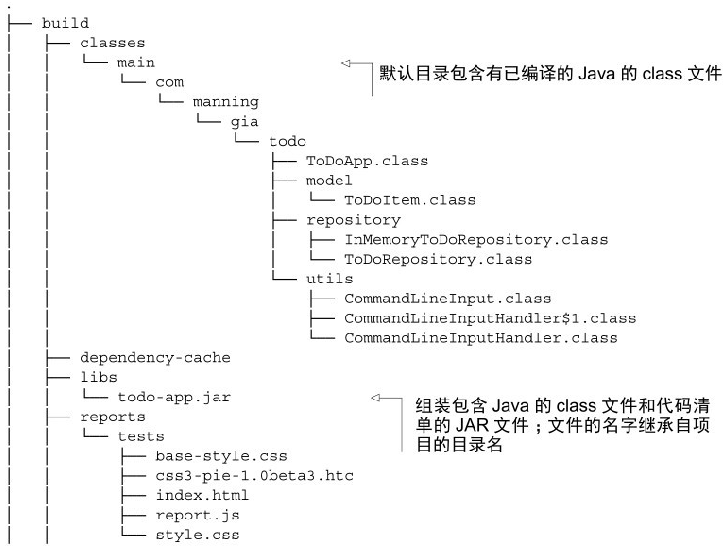 .
├── build
│   ├── classes
│   │   └── main
│   │       └── com
│   │           └── manning
│   │               └── gia
│   │                   └── todo
│   │                       ├── ToDoApp.class
│   │                       ├── model
│   │                       │   └── ToDoItem.class
│   │                       ├── repository
│   │                       │   ├── InMemoryToDoRepository.class
│   │                       │   └── ToDoRepository.class
│   │                       └── utils
│   │                           ├── CommandLineInput.class
│   │                           ├── CommandLineInputHandler$1.class
│   │                           └── CommandLineInputHandler.class
│   ├── dependency-cache
│   ├── libs
│   │   └── todo-app.jar
│   ├── reports
│   │   └── tests
│   │       ├── base-style.css
│   │       ├── css3-pie-1.0beta3.htc
│   │       ├── index.html
│   │       ├── report.js
│   │       └── style.css
默认目录包含有已编译的 Java 的 class 文件
组装包含 Java 的 class 文件和代码清
单的 JAR 文件；文件的名字继承自项
目的目录名